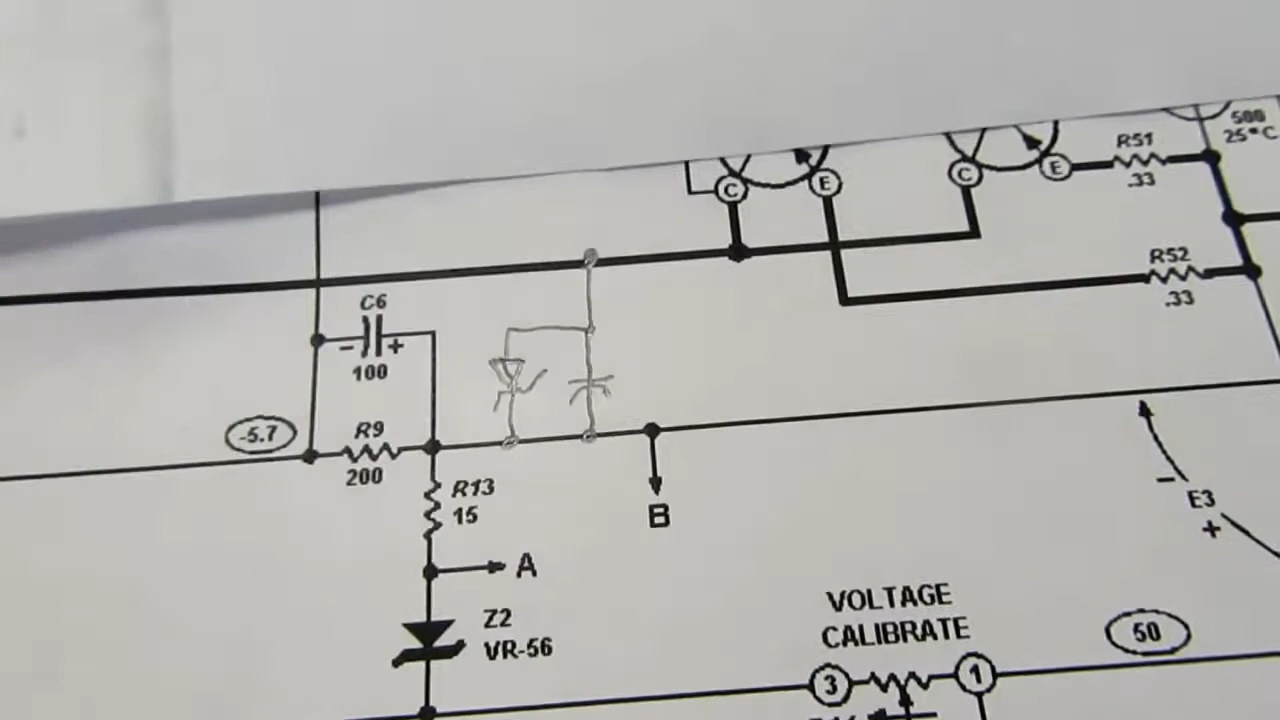 500
25°C
R51
.33
C
E
C
E
R52
.33
C6
- +
100
-5.7
R9
200
R13
15
B
A
-
E3
+
Z2
VR-56
VOLTAGE
CALIBRATE
50
3
1